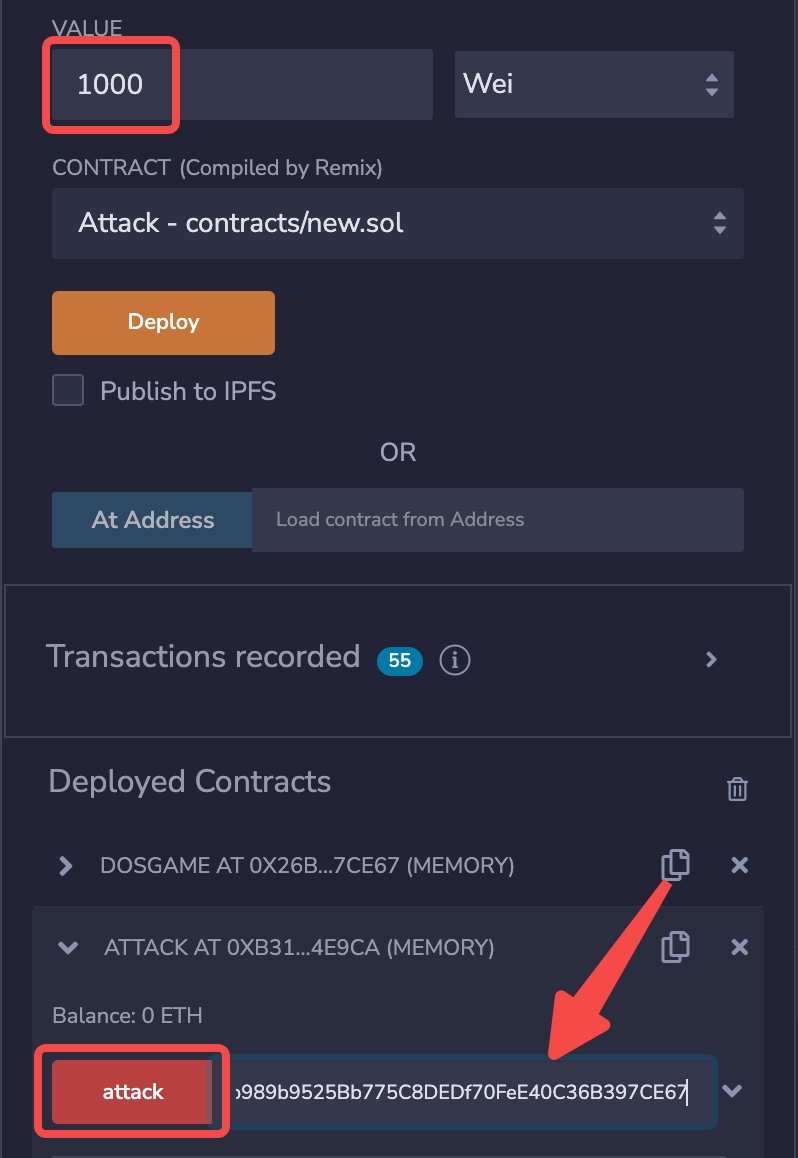 VALUE
1000 Wei
CONTRACT (Compiled by Remix)
Attack - contracts/new.sol
Deploy
Publish to IPFS
OR
At Address Load contract from Address
Transactions recorded 55 i
Deployed Contracts
DOSGAME AT 0X26B...7CE67 (MEMORY)
ATTACK AT 0XB31...4E9CA (MEMORY)
Balance: 0 ETH
attack 989b9525Bb775C8DEDf70FeE40C36B397CE67